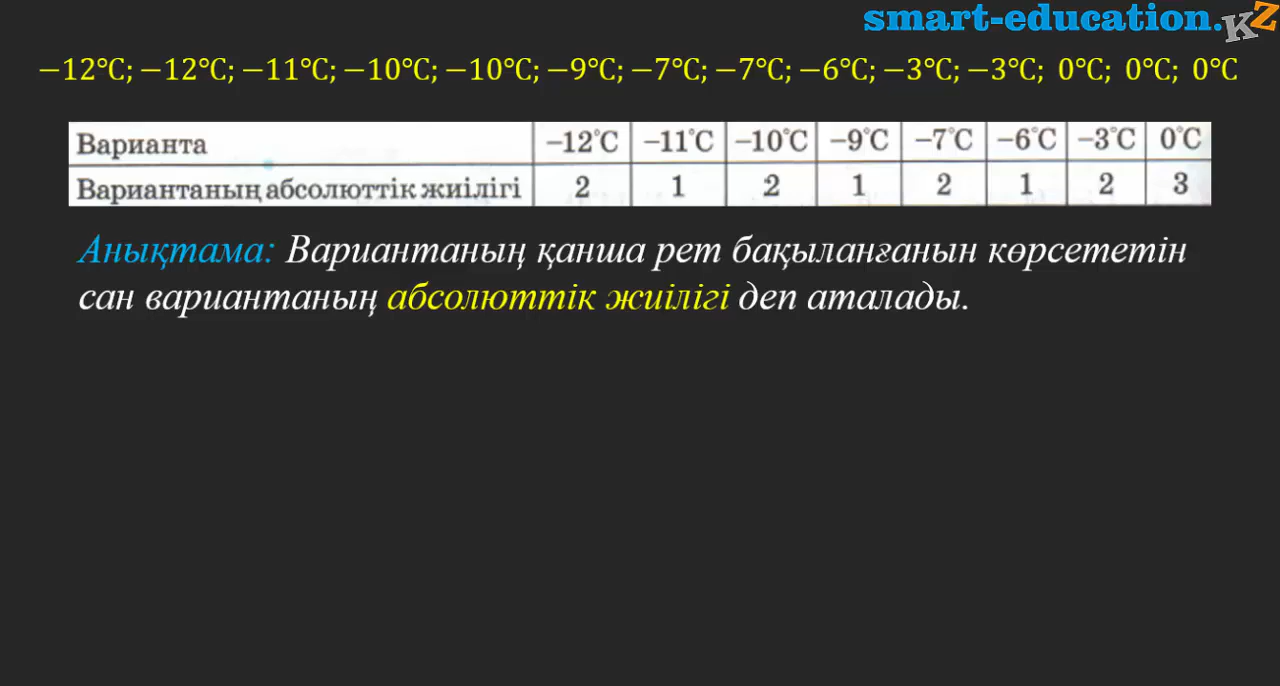 smart-education.KZ
−12°C; −12°C; −11°C; −10°C; −10°C; −9°C; −7°C; −7°C; −6°C; −3°C; −3°C; 0°C; 0°C; 0°C
Варианта −12°C −11°C −10°C −9°C −7°C −6°C −3°C 0°C
Вариантаның абсолюттік жиілігі 2 1 2 1 2 1 2 3
Анықтама: Вариантаның қанша рет бақыланғанын көрсететін
сан вариантаның абсолюттік жиілігі деп аталады.